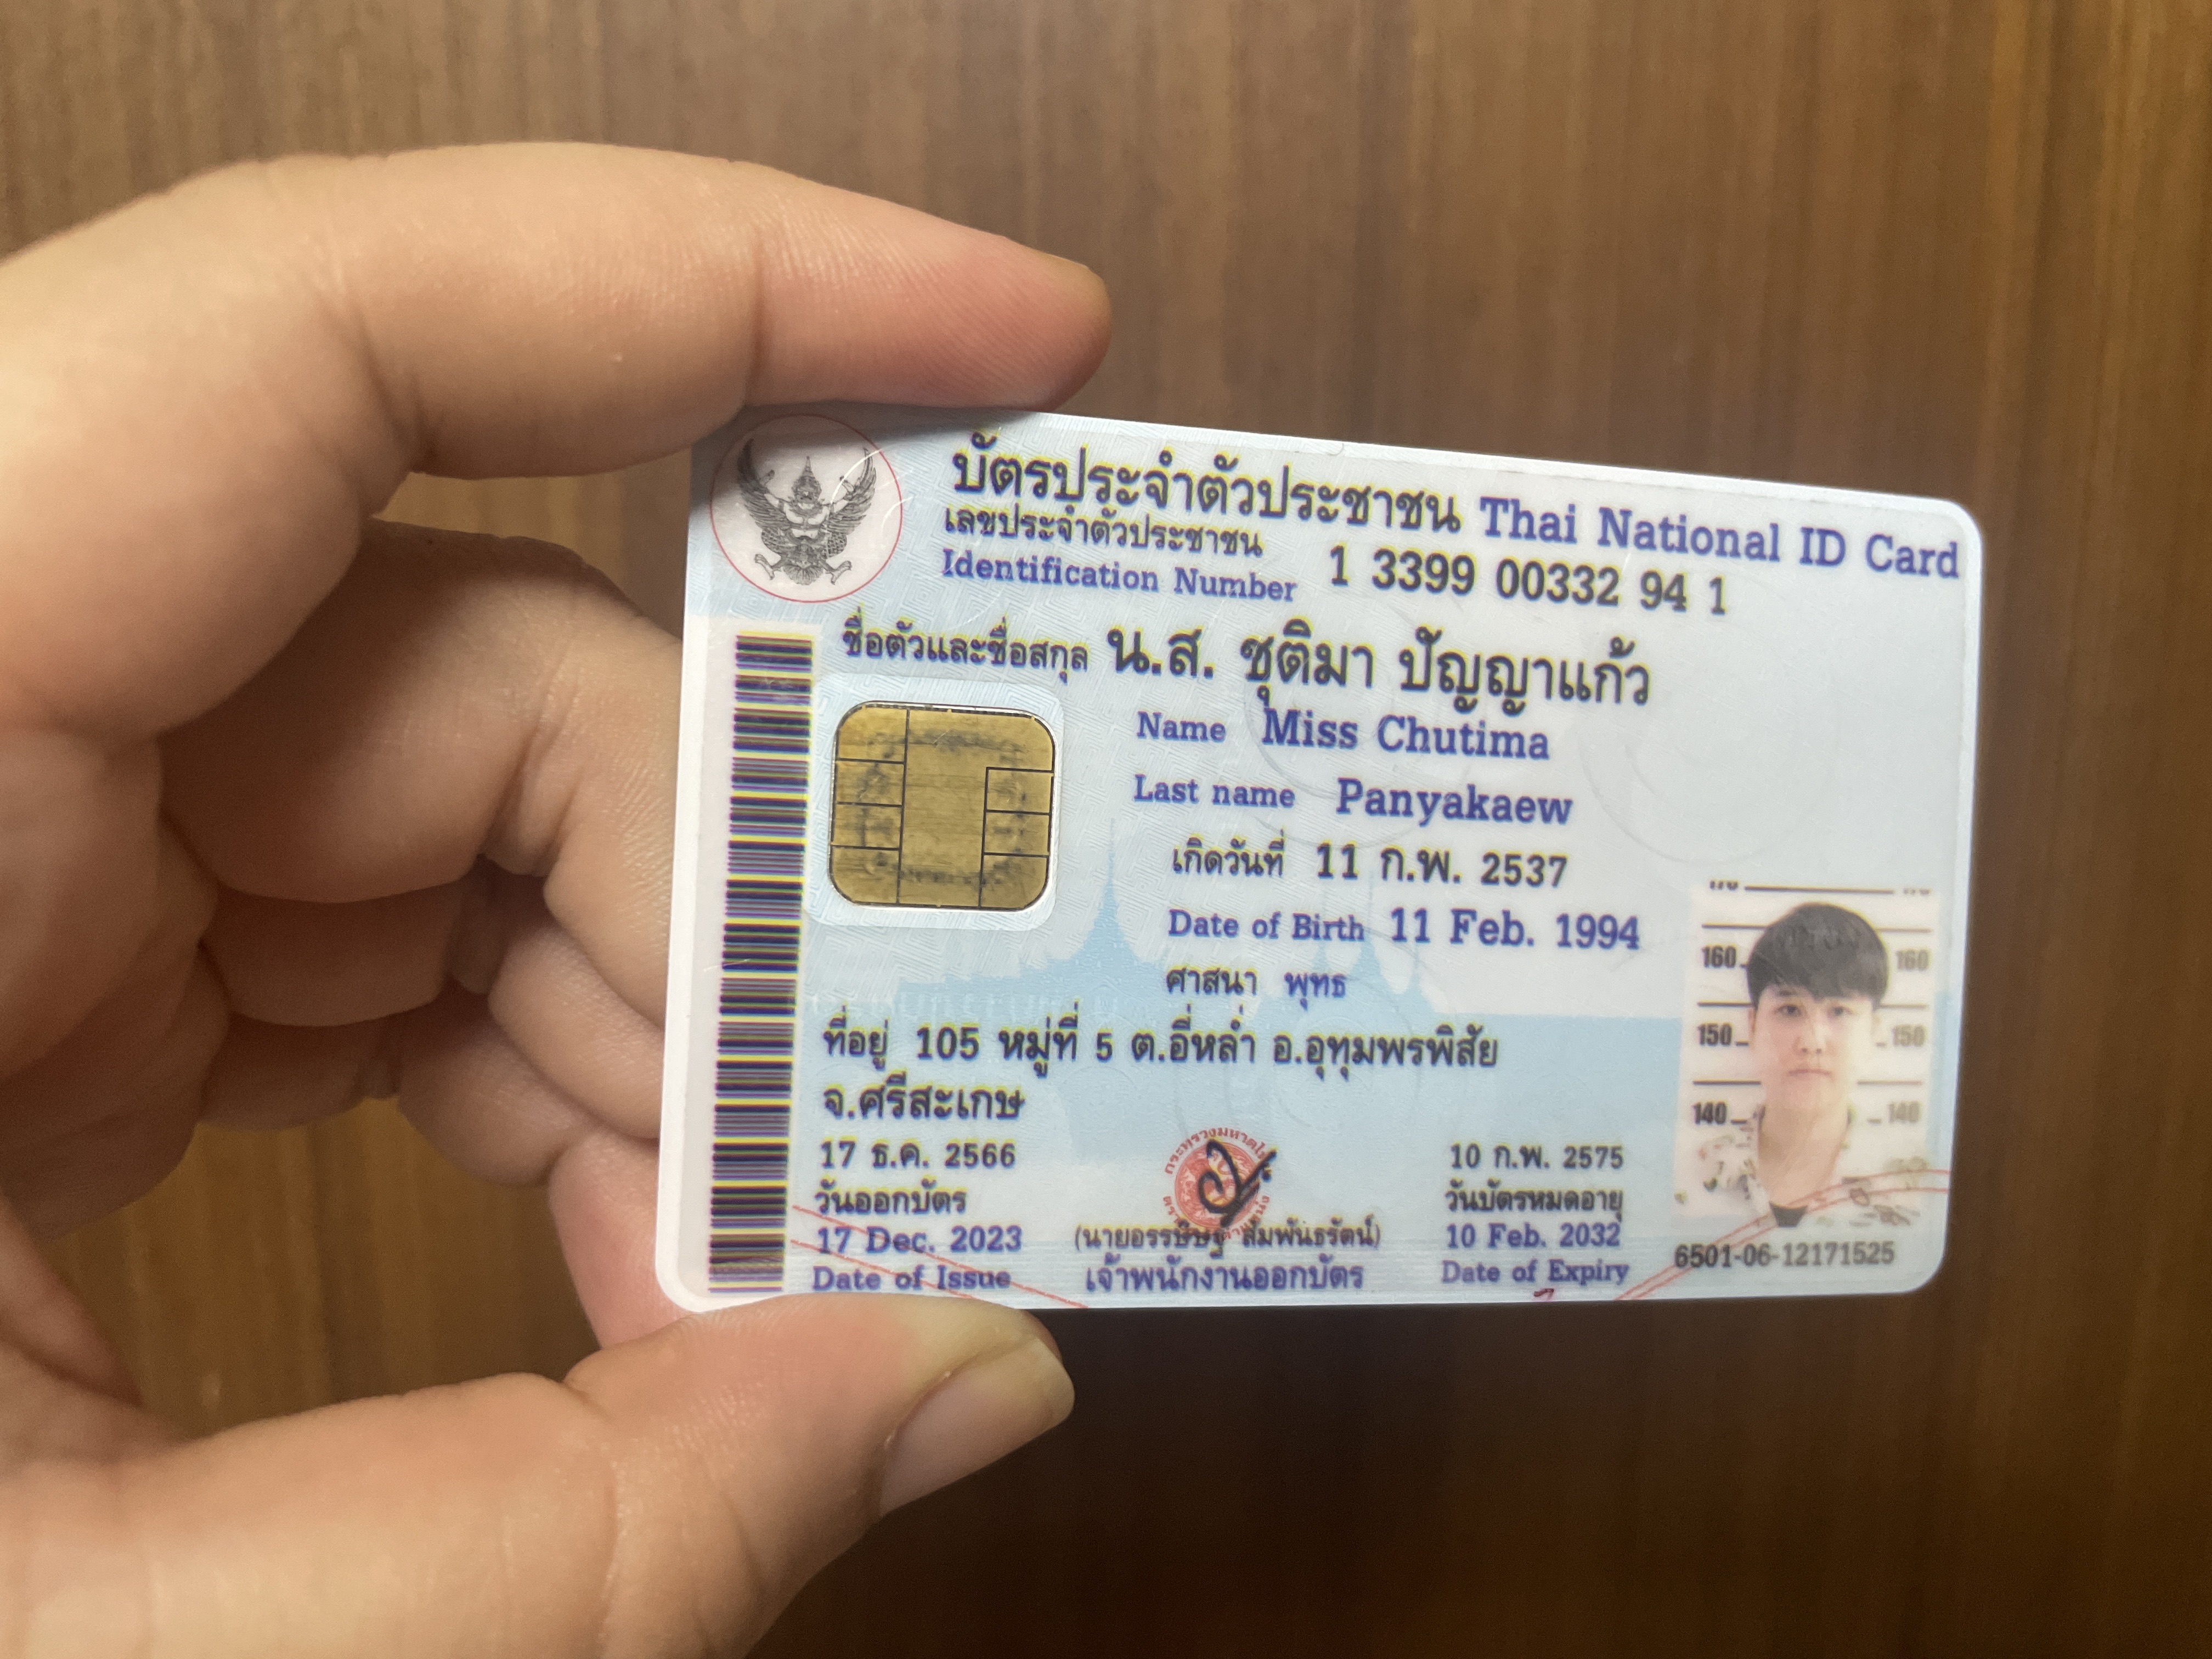 บัตรประจำตัวประชาชน Thai National ID Card
เลขประจำตัวประชาชน
Identification Number 1 3399 00332 94 1
ชื่อตัวและชื่อสกุล น.ส. ชุติมา ปัญญาแก้ว
Name Miss Chutima
Last name Panyakaew
เกิดวันที่ 11 ก.พ. 2537
Date of Birth 11 Feb. 1994
ศาสนา พุทธ
ที่อยู่ 105 หมู่ที่ 5 ต.อี่หล่ำ อ.อุทุมพรพิสัย
จ.ศรีสะเกษ
160 160
150 150
140 140
17 ธ.ค. 2566
วันออกบัตร
17 Dec. 2023
Date of Issue
เจ้าพนักงานออกบัตร
10 ก.พ. 2575
วันบัตรหมดอายุ
10 Feb. 2032
Date of Expiry
6501-06-12171525